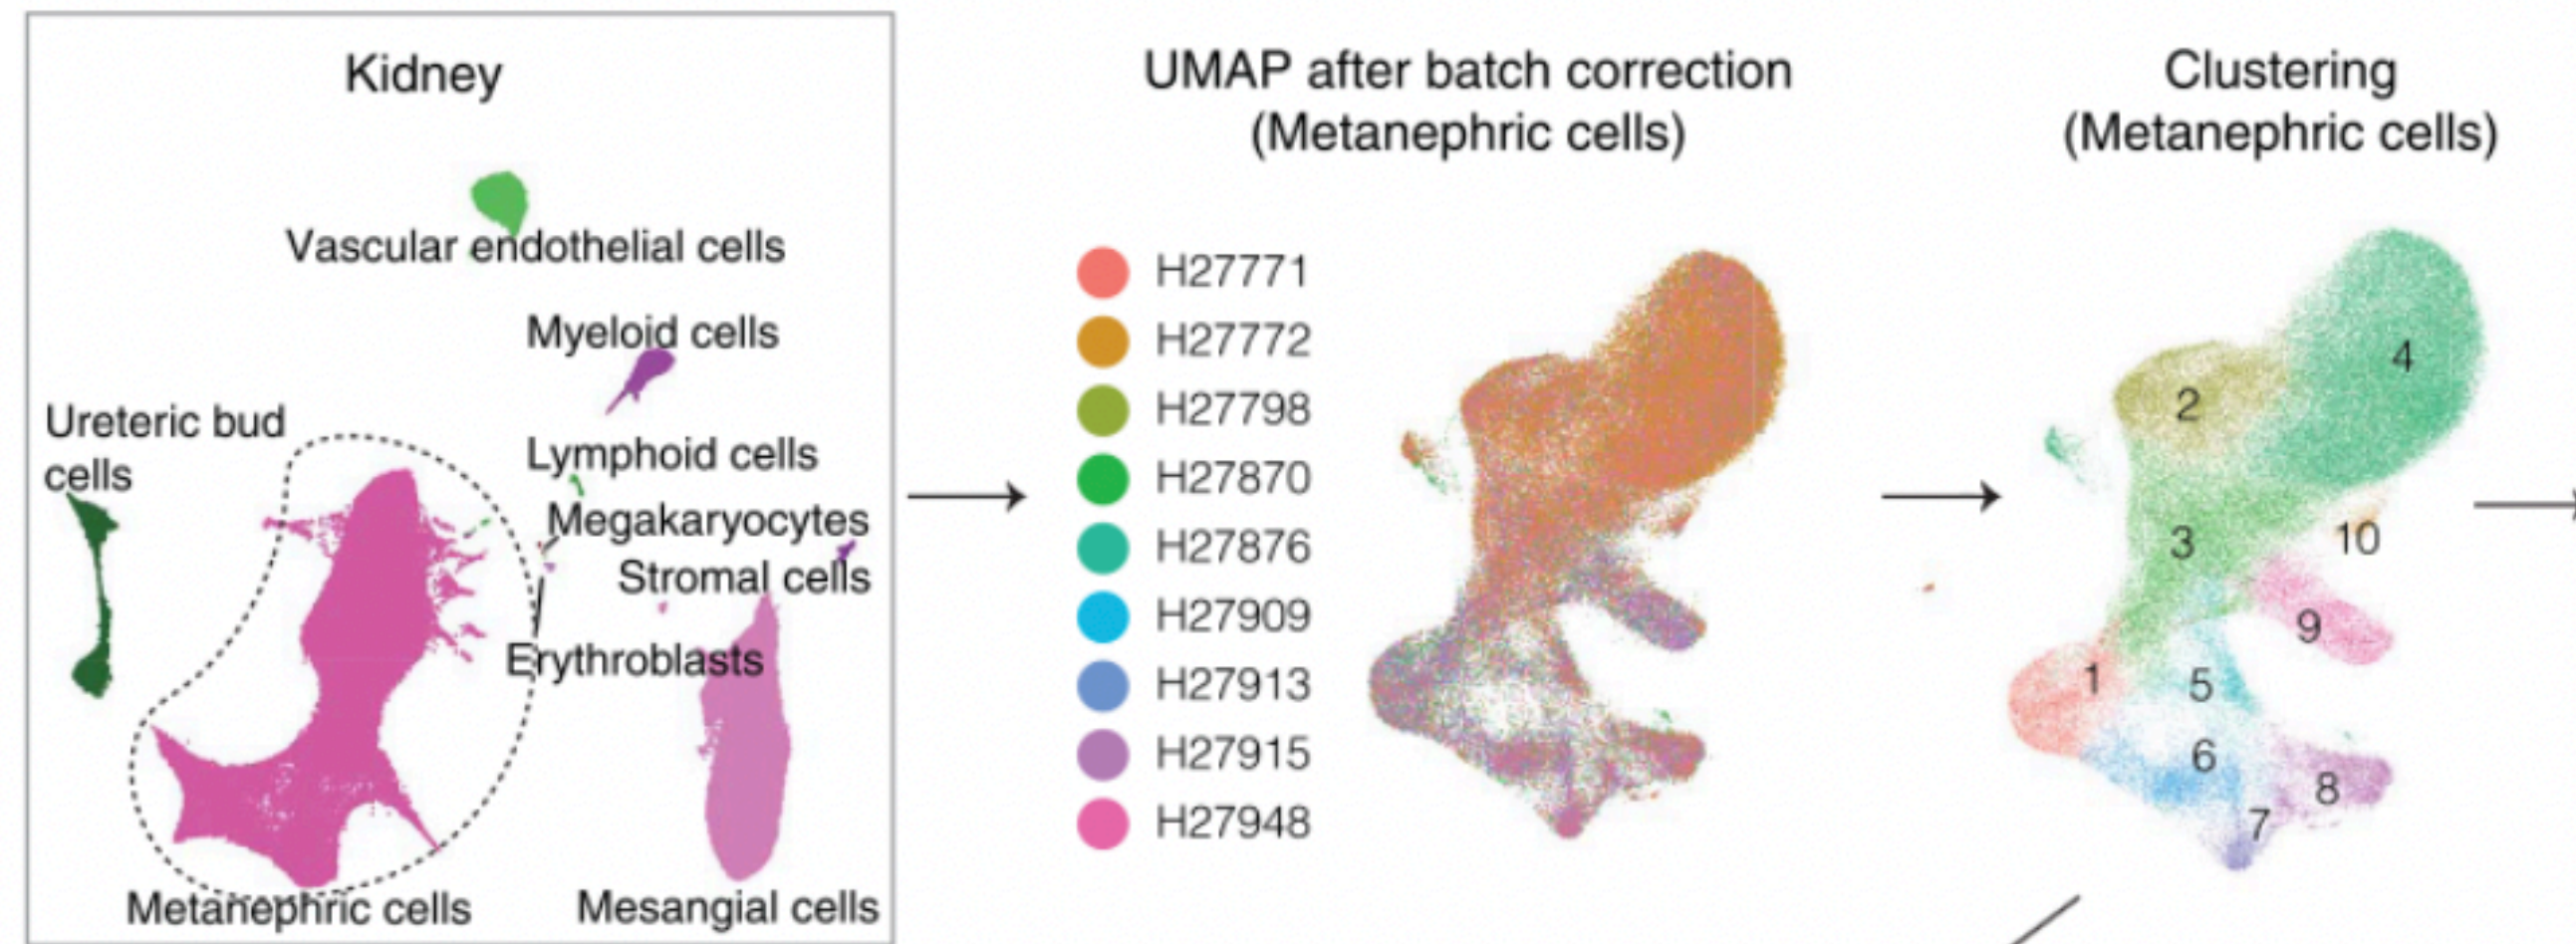 Kidney
Vascular endothelial cells
Myeloid cells
Ureteric bud
cells
Lymphoid cells
Megakaryocytes
Stromal cells
Erythroblasts
Metanephric cells
Mesangial cells
UMAP after batch correction
(Metanephric cells)
H27771
H27772
H27798
H27870
H27876
H27909
H27913
H27915
H27948
Clustering
(Metanephric cells)
4
2
3
10
9
1
5
6
8
7